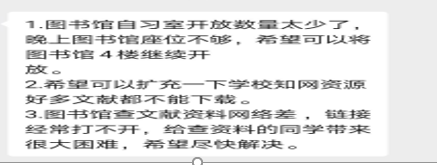 1.图书馆自习室开放数量太少了，
晚上图书馆座位不够，希望可以将
图书馆4楼继续开
放。
2.希望可以扩充一下学校知网资源
好多文献都不能下载。
3.图书馆查文献资料网络差，链接
经常打不开，给查资料的同学带来
很大困难，希望尽快解决。